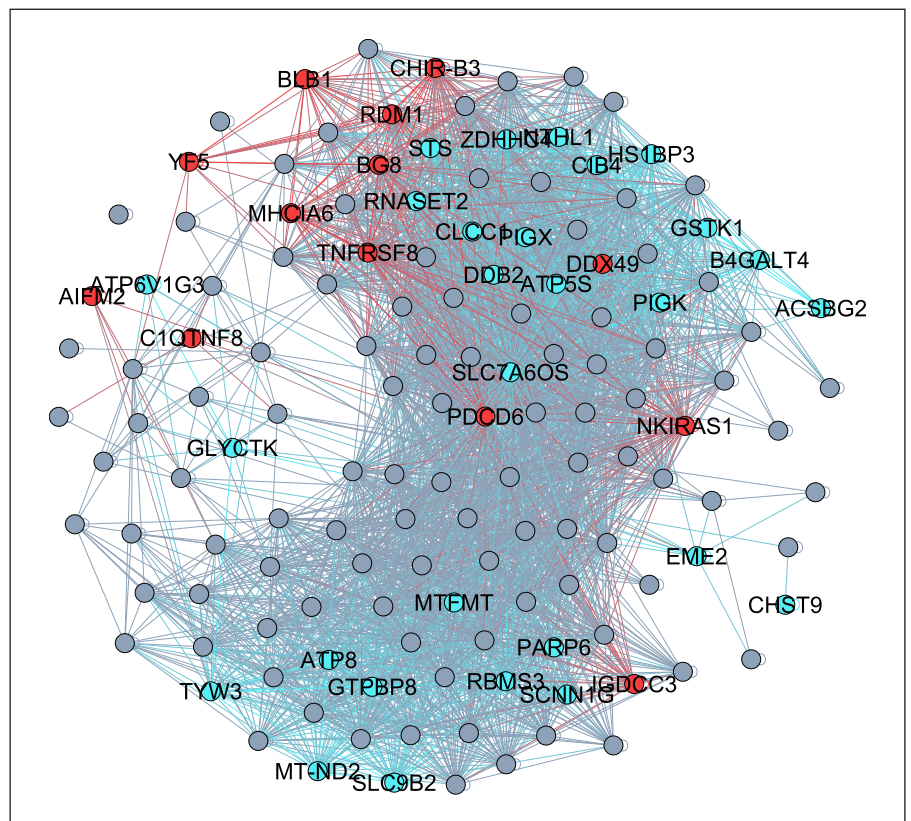 BLB1
CHIR-B3
RDM1
STS
ZDHHC4
NTHL1
YF5
BG8
CIB4
HS1BP3
RNASET2
MHCIA6
CLCC1
PIGX
GSTK1
TNFRSF8
DDX49
B4GALT4
DDB2
ATP5S
ATP6V1G3
AIFM2
PIGK
ACSBG2
C1QTNF8
SLC7A6OS
PDCD6
NKIRAS1
GLYCTK
EME2
MTFMT
CHST9
PARP6
ATP8
TYW3
GTPBP8
RBMS3
SCNN1G
IGDCC3
MT-ND2
SLC9B2